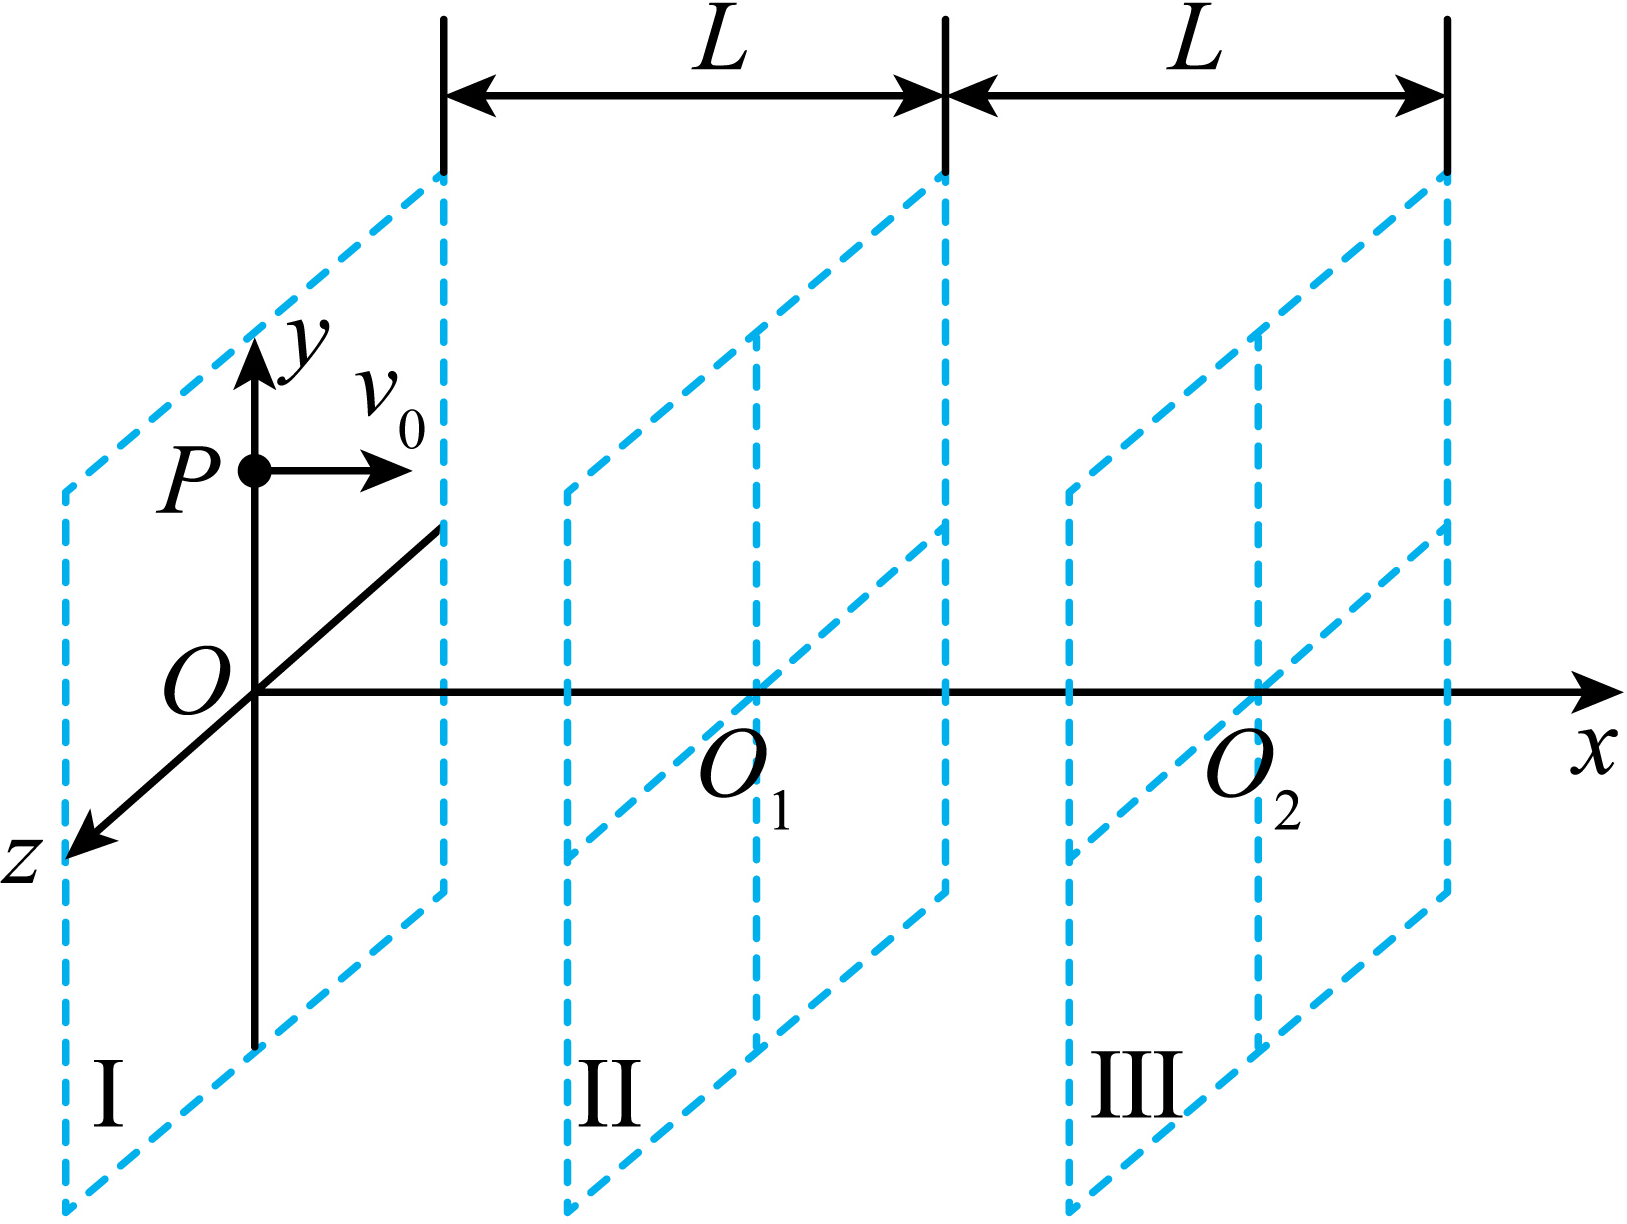 L L
y
v₀
P
O
O₁ O₂ x
z
I II III